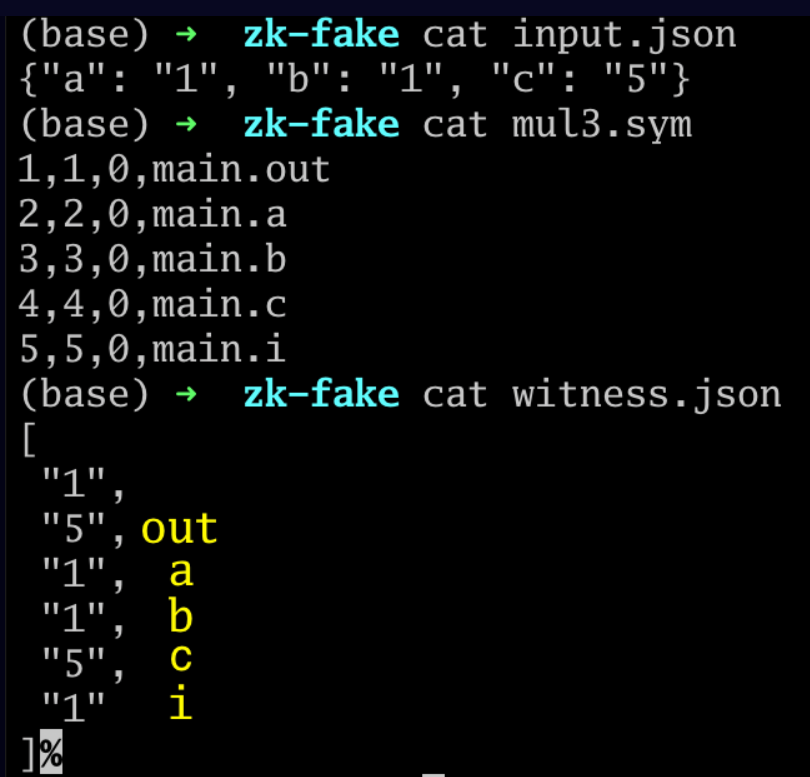 (base) → zk-fake cat input.json
{"a": "1", "b": "1", "c": "5"}
(base) → zk-fake cat mul3.sym
1,1,0,main.out
2,2,0,main.a
3,3,0,main.b
4,4,0,main.c
5,5,0,main.i
(base) → zk-fake cat witness.json
[
"1",
"5", out
"1", a
"1", b
"5", c
"1" i
]%